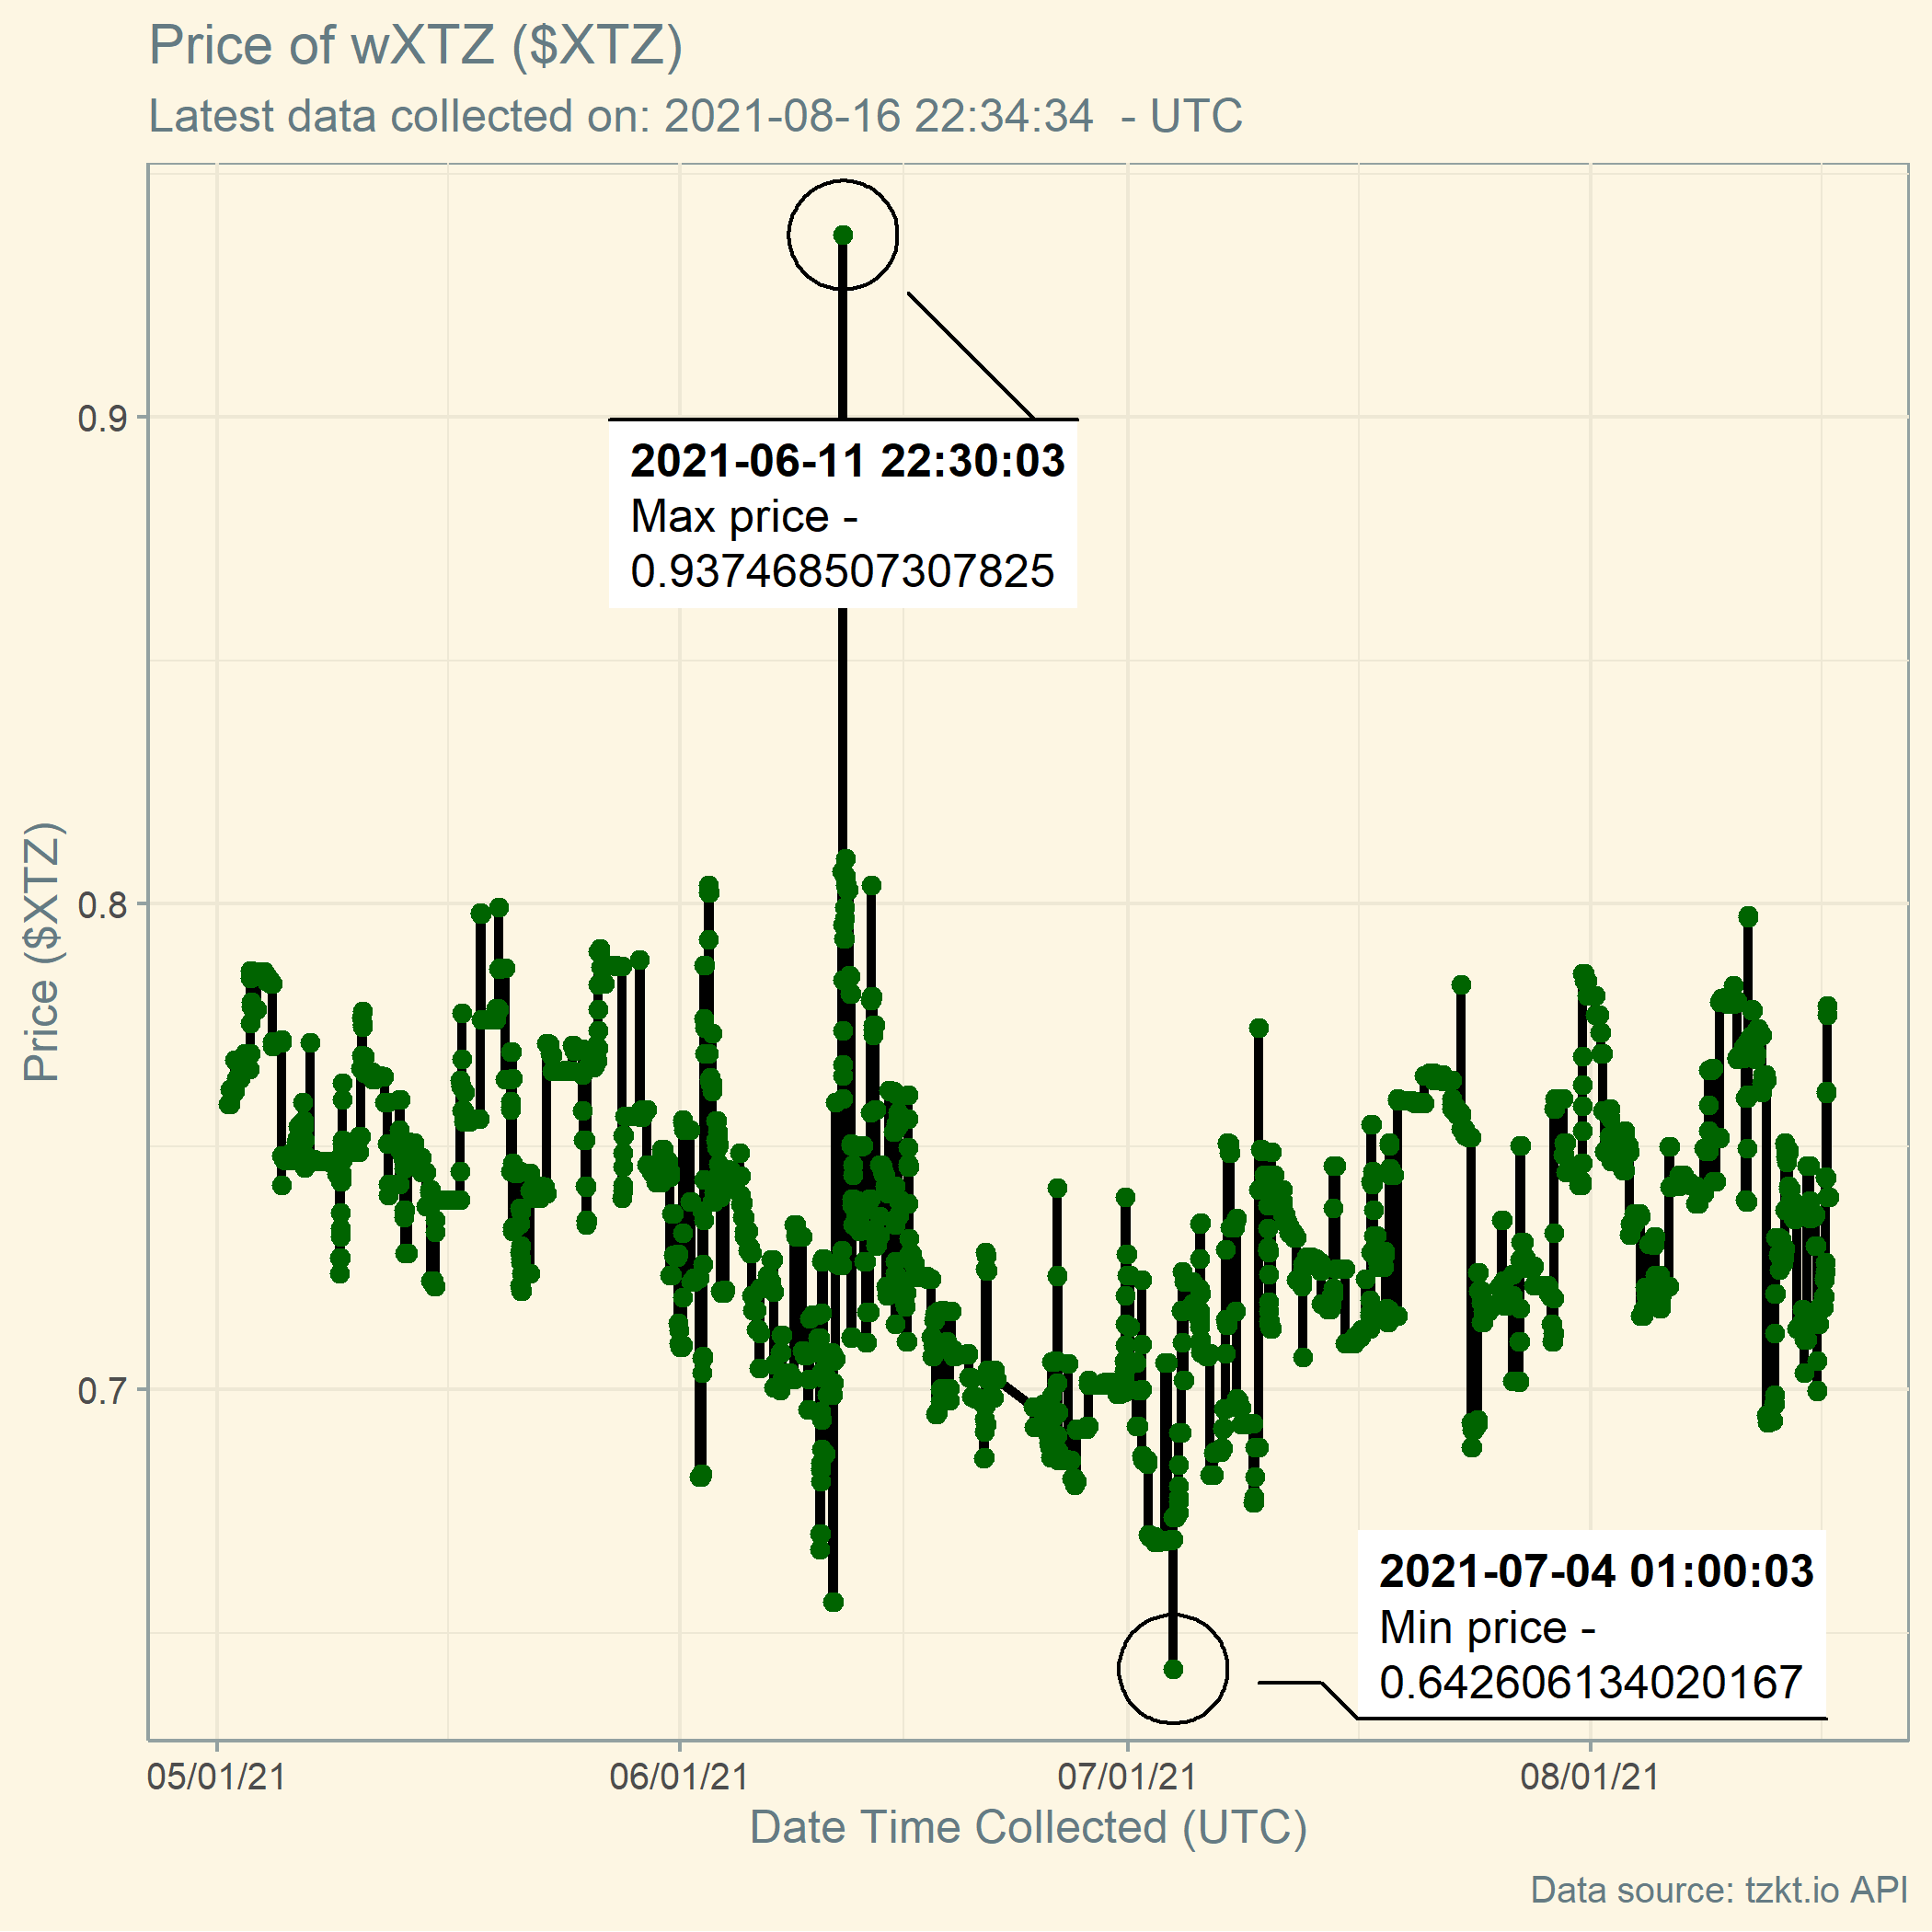 Price of wXTZ ($XTZ)
Latest data collected on: 2021-08-16 22:34:34  - UTC
0.9
2021-06-11 22:30:03
Max price -
0.937468507307825
Price ($XTZ)
0.8
0.7
2021-07-04 01:00:03
Min price -
0.642606134020167
05/01/21
06/01/21
07/01/21
08/01/21
Date Time Collected (UTC)
Data source: tzkt.io API